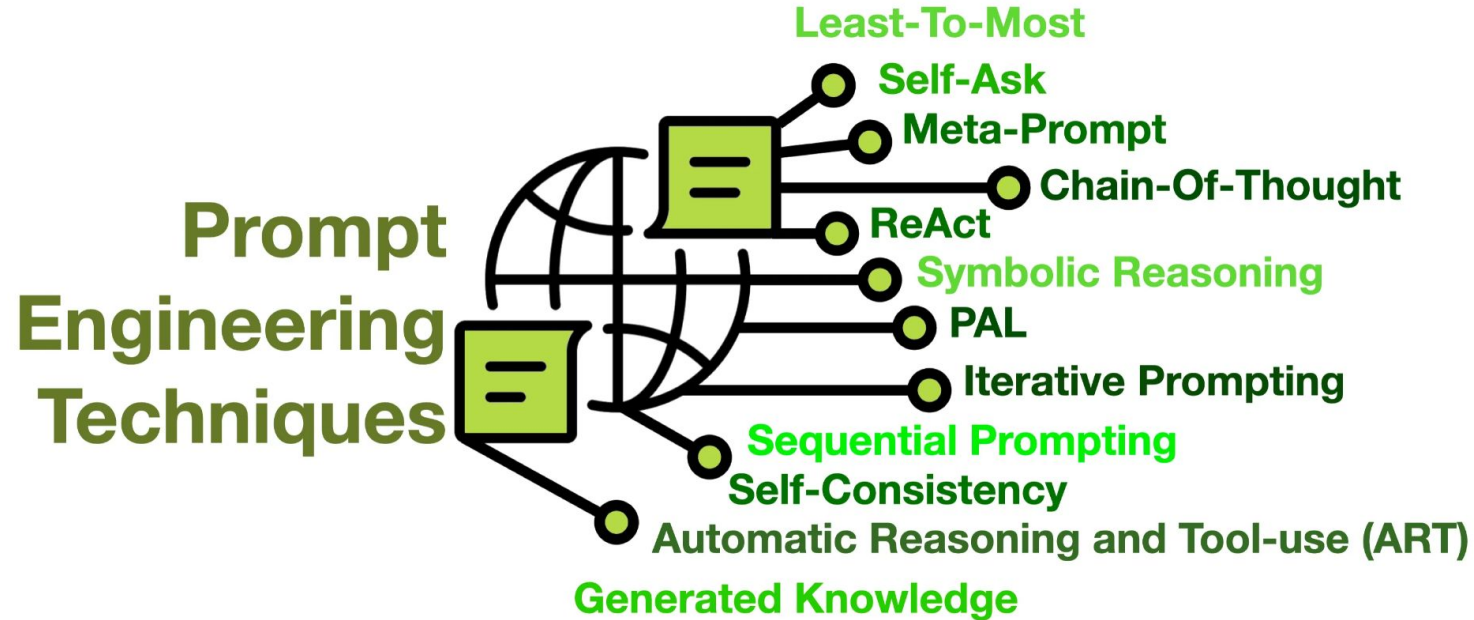 Prompt
Engineering
Techniques
Least-To-Most
Self-Ask
Meta-Prompt
Chain-Of-Thought
ReAct
Symbolic Reasoning
PAL
Iterative Prompting
Sequential Prompting
Self-Consistency
Automatic Reasoning and Tool-use (ART)
Generated Knowledge